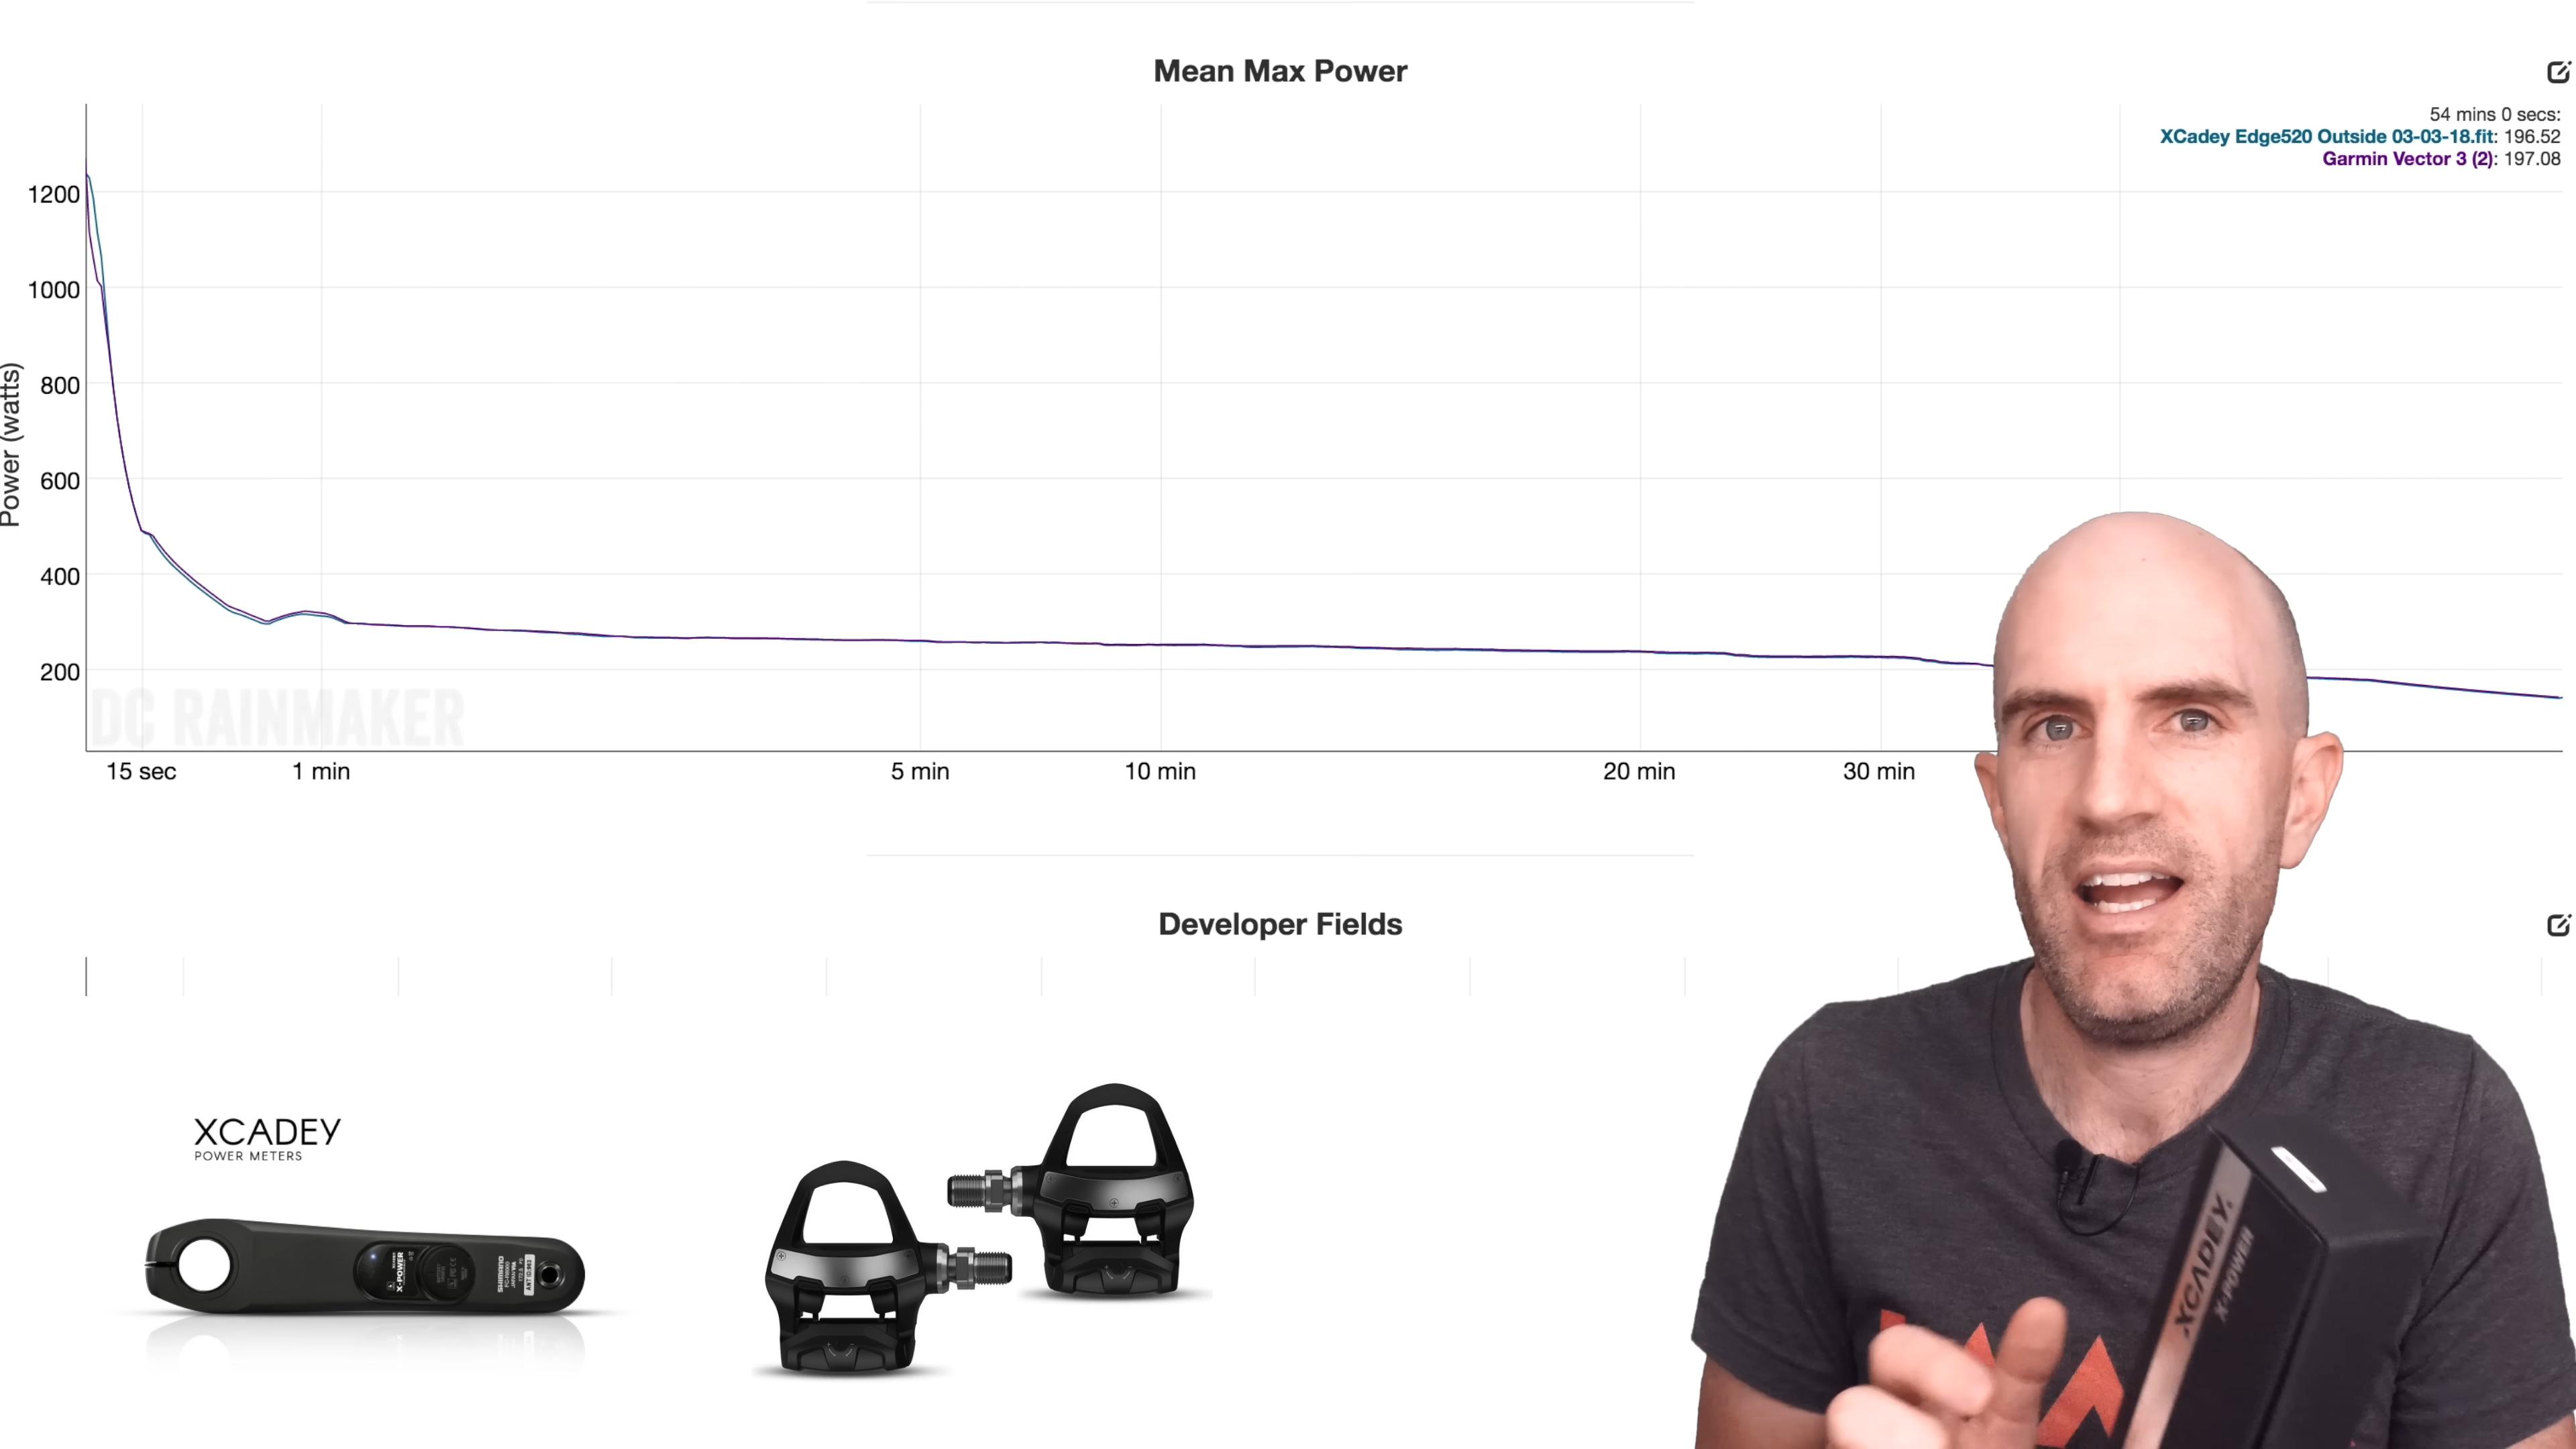 Mean Max Power
54 mins 0 secs:
XCadey Edge520 Outside 03-03-18.fit: 196.52
Garmin Vector 3 (2): 197.08
1200
1000
800
600
400
200
Power (watts)
DC RAINMAKER
15 sec 1 min 5 min 10 min 20 min 30 min
Developer Fields
XCADEY
POWER METERS
X-POWER
SHIMANO
XCADEY.
X-POWER